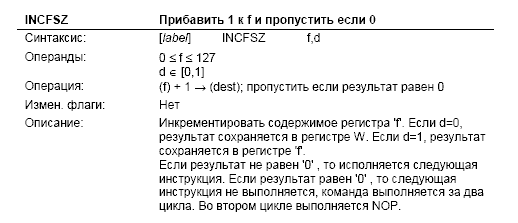 INCFSZ Прибавить 1 к f и пропустить если 0
Синтаксис: [label] INCFSZ f,d
Операнды: 0 ≤ f ≤ 127
d ∈ [0,1]
Операция: (f) + 1 → (dest); пропустить если результат равен 0
Измен. флаги: Нет
Описание: Инкрементировать содержимое регистра 'f'. Если d=0,
результат сохраняется в регистре W. Если d=1, результат
сохраняется в регистре 'f'.
Если результат не равен '0' , то исполняется следующая
инструкция. Если результат равен '0' , то следующая
инструкция не выполняется, команда выполняется за два
цикла. Во втором цикле выполняется NOP.